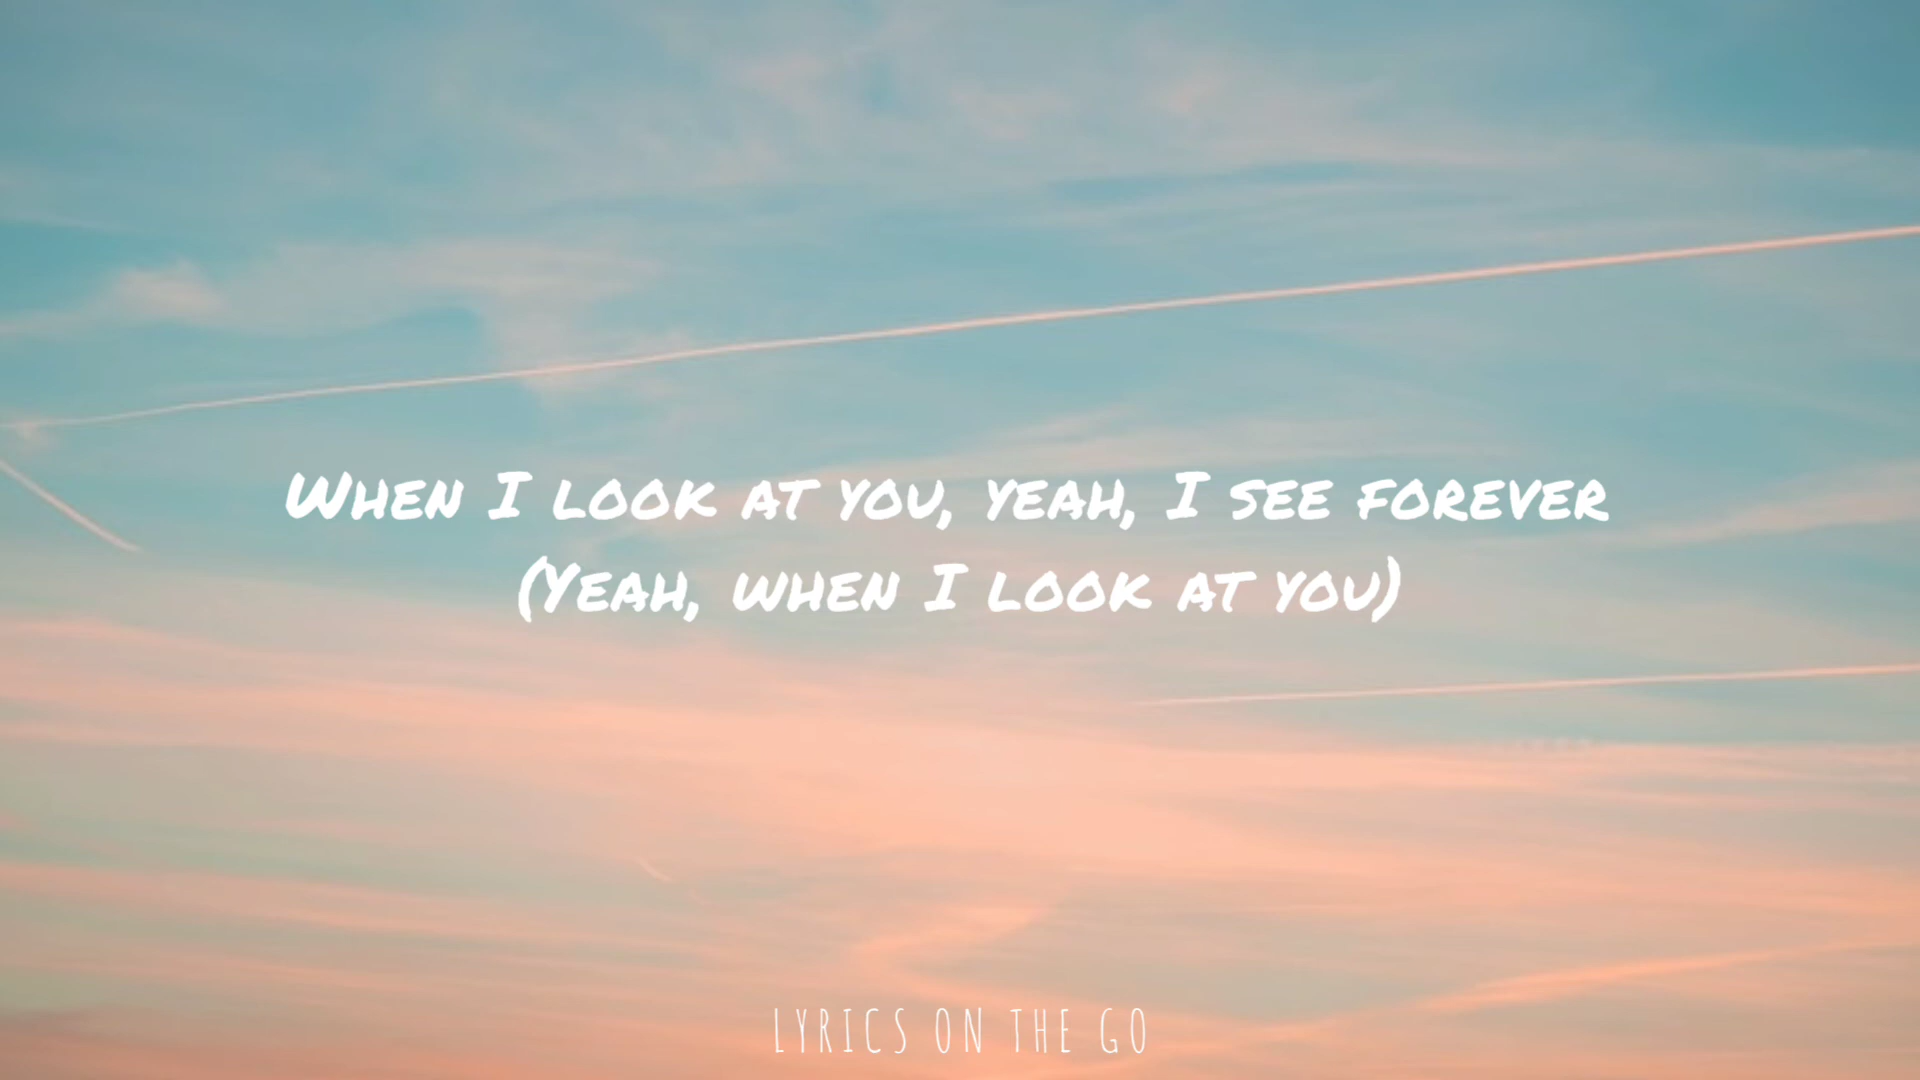 When I look at you, yeah, I see forever
(Yeah, when I look at you)
LYRICS ON THE GO